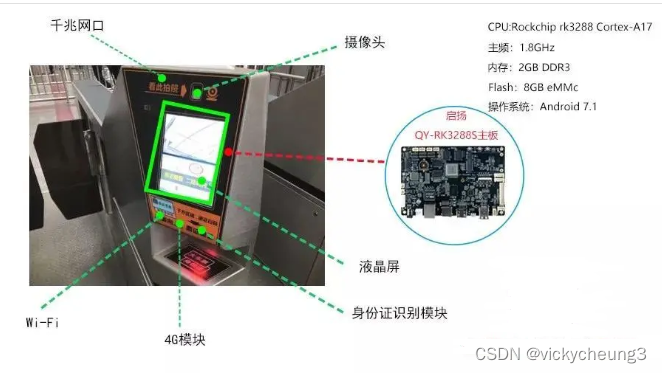 千兆网口
摄像头
CPU:Rockchip rk3288 Cortex-A17
主频：1.8GHz
内存：2GB DDR3
Flash：8GB eMMc
操作系统：Android 7.1
看此拍照
启扬
QY-RK3288S主板
液晶屏
身份证识别模块
Wi-Fi
4G模块
CSDN @vickycheung3